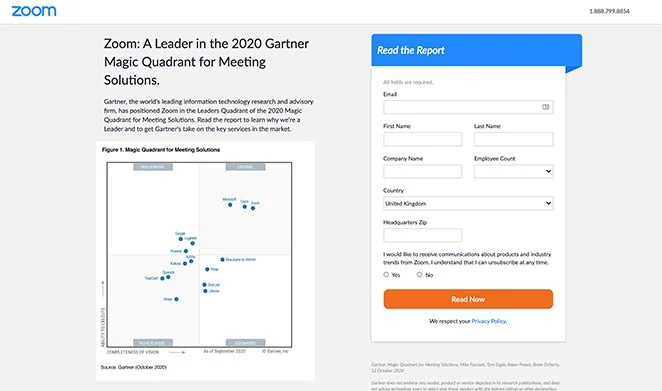 zoom
1.888.799.8854
Zoom: A Leader in the 2020 Gartner
Magic Quadrant for Meeting
Solutions.
Gartner, the world's leading information technology research and advisory
firm, has positioned Zoom in the Leaders Quadrant of the 2020 Magic
Quadrant for Meeting Solutions. Read the report to learn why we're a
Leader and to get Gartner's take on the key services in the market.
Figure 1. Magic Quadrant for Meeting Solutions
CHALLENGERS
LEADERS
Microsoft
Cisco
Zoom
Google
LogMeIn
Huawei
Adobe
Kaltura
BlueJeans by Verizon
Pexip
TrueConf
Quanta
StarLeaf
Lifesize
Avaya
ABILITY TO EXECUTE
NICHE PLAYERS
VISIONARIES
COMPLETENESS OF VISION
As of September 2020
© Gartner, Inc
Source: Gartner (October 2020)
Read the Report
All fields are required.
Email
First Name
Last Name
Company Name
Employee Count
Country
United Kingdom
Headquarters Zip
I would like to receive communications about products and industry
trends from Zoom. I understand that I can unsubscribe at any time.
Yes
No
Read Now
We respect your Privacy Policy.
Gartner, Magic Quadrant for Meeting Solutions, Mike Fasciani, Tom Eagle, Adam Preset, Brian Doherty,
12 October 2020
Gartner does not endorse any vendor, product or service depicted in its research publications, and does
not advise technology users to select only those vendors with the highest ratings or other designation.